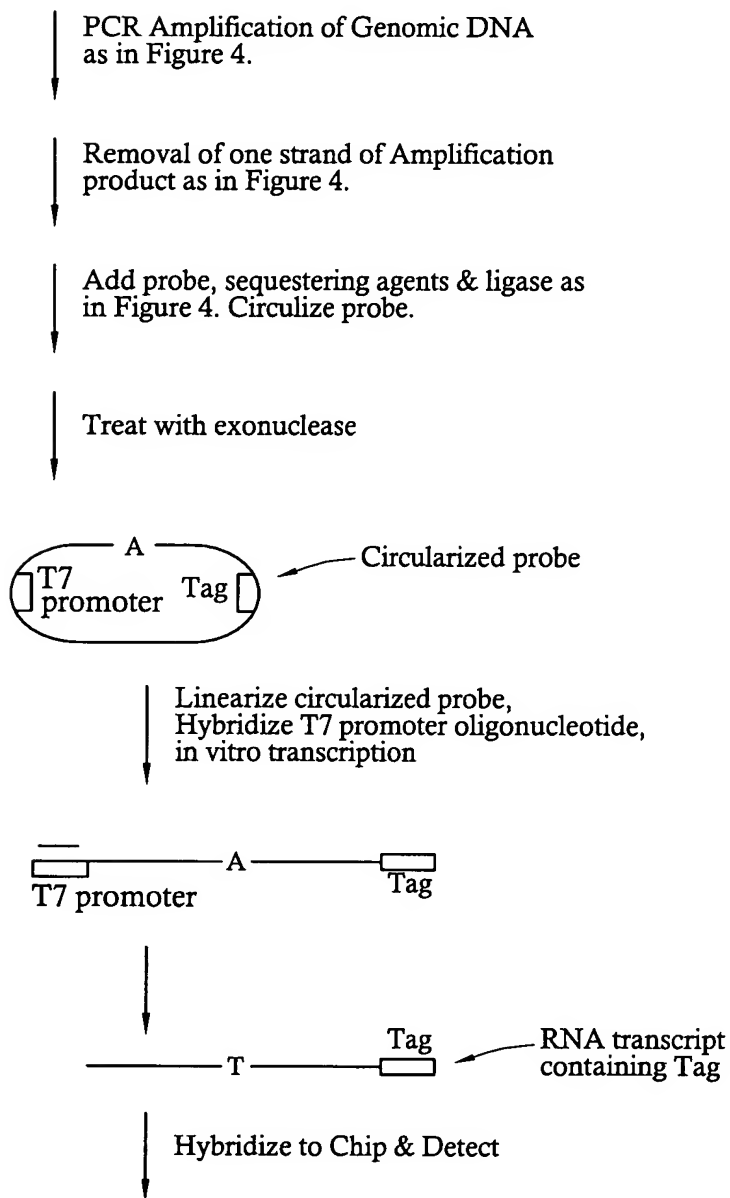 PCR Amplification of Genomic DNA
as in Figure 4.
Removal of one strand of Amplification
product as in Figure 4.
Add probe, sequestering agents & ligase as
in Figure 4. Circulize probe.
Treat with exonuclease
A
T7
promoter
Tag
Circularized probe
Linearize circularized probe,
Hybridize T7 promoter oligonucleotide,
in vitro transcription
A
T7 promoter
Tag
Tag
T
RNA transcript
containing Tag
Hybridize to Chip & Detect